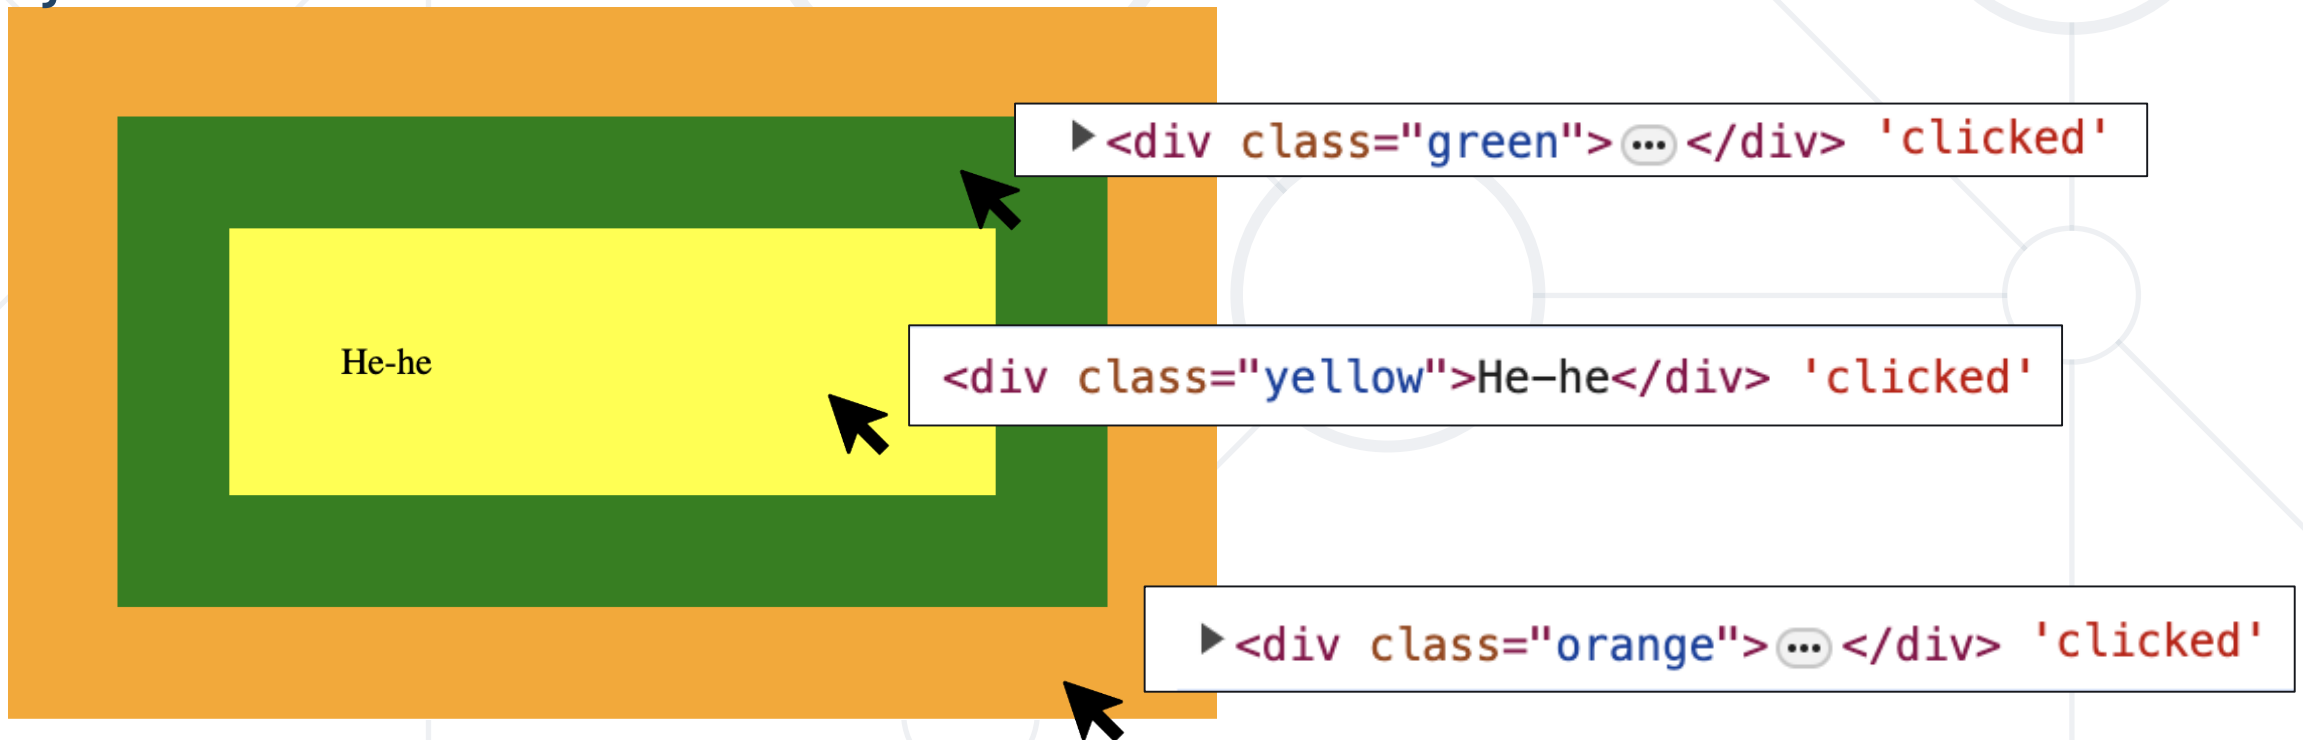 <div class="green">•••</div> 'clicked'
He-he
<div class="yellow">He-he</div> 'clicked'
<div class="orange">•••</div> 'clicked'